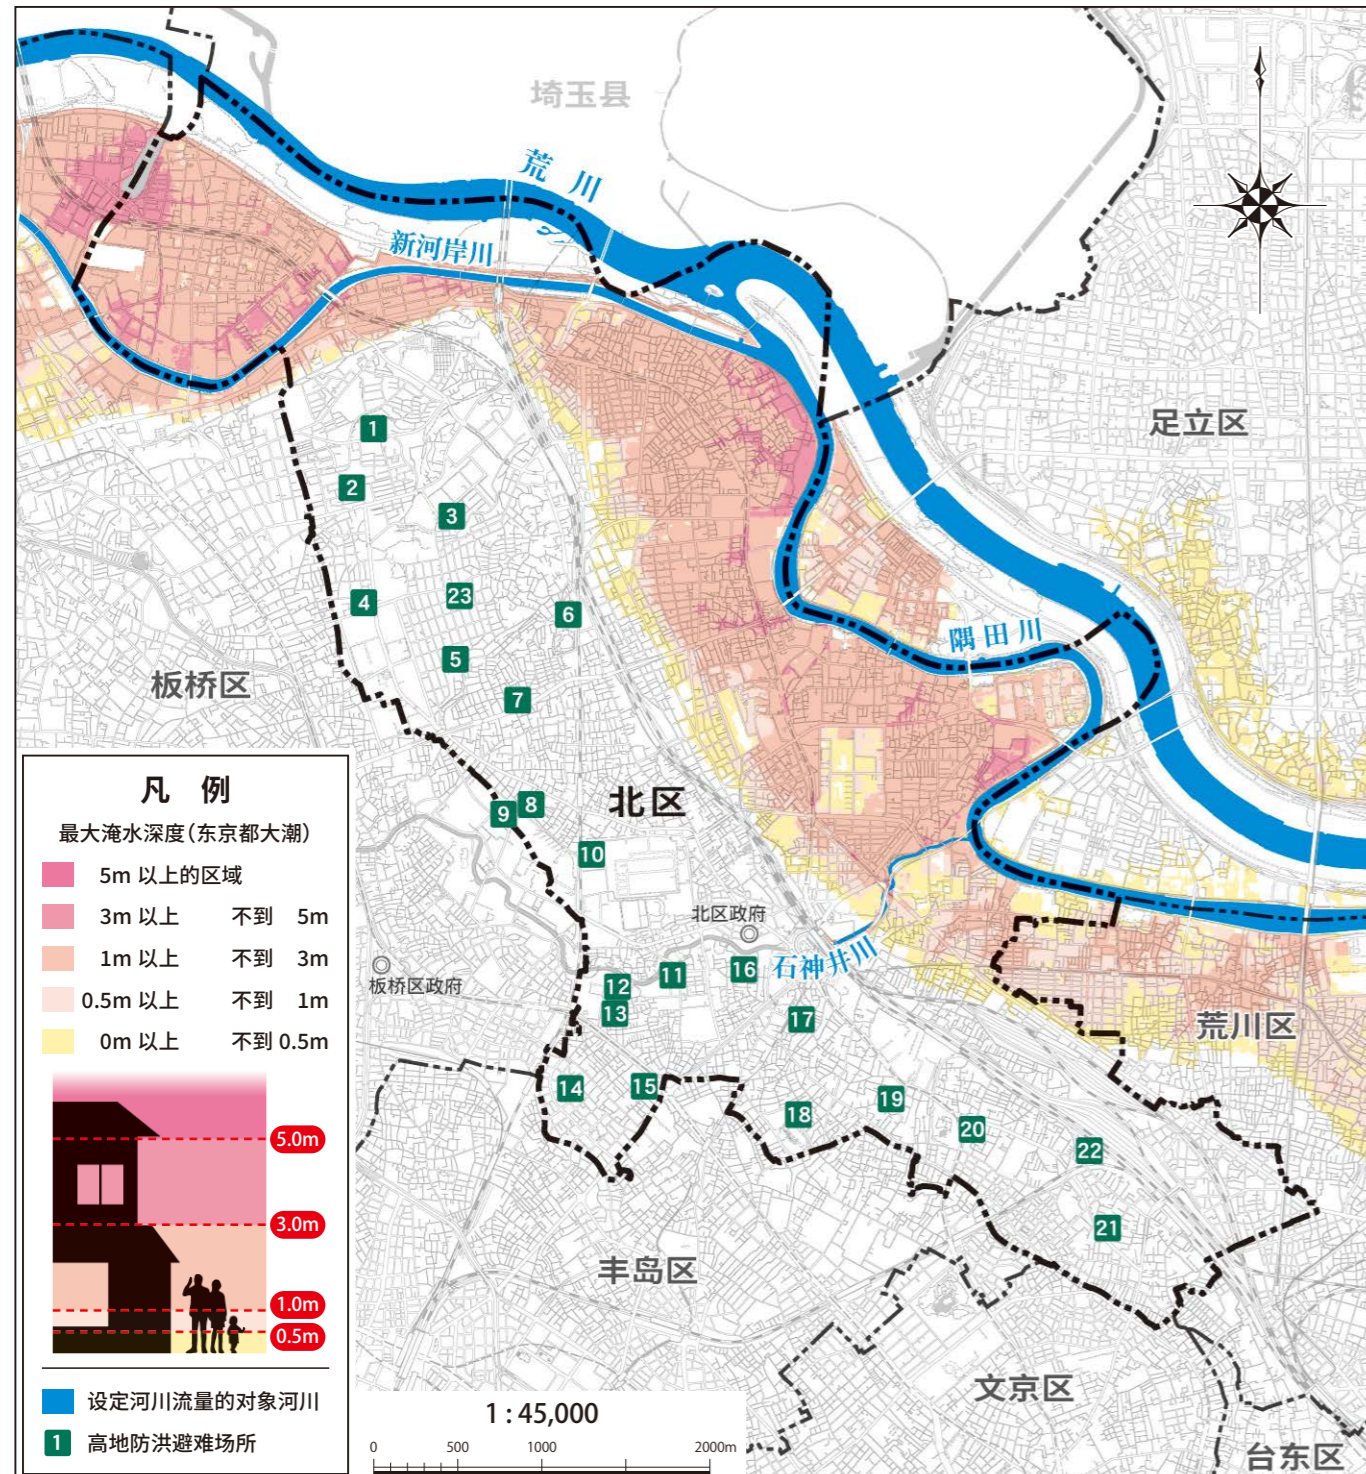 埼玉县
荒川
新河岸川
足立区
1
2
3
4
23
6
5
7
隅田川
板桥区
北区
8
9
10
北区政府
石神井川
板桥区政府
11
16
12
13
17
荒川区
14
15
18
19
20
22
21
丰岛区
文京区
台东区
凡 例
最大淹水深度（东京都大潮）
5m 以上的区域
3m 以上 不到 5m
1m 以上 不到 3m
0.5m 以上 不到 1m
0m 以上 不到 0.5m
5.0m
3.0m
1.0m
0.5m
设定河川流量的对象河川
1 高地防洪避难场所
1 : 45,000
0 500 1000 2000m